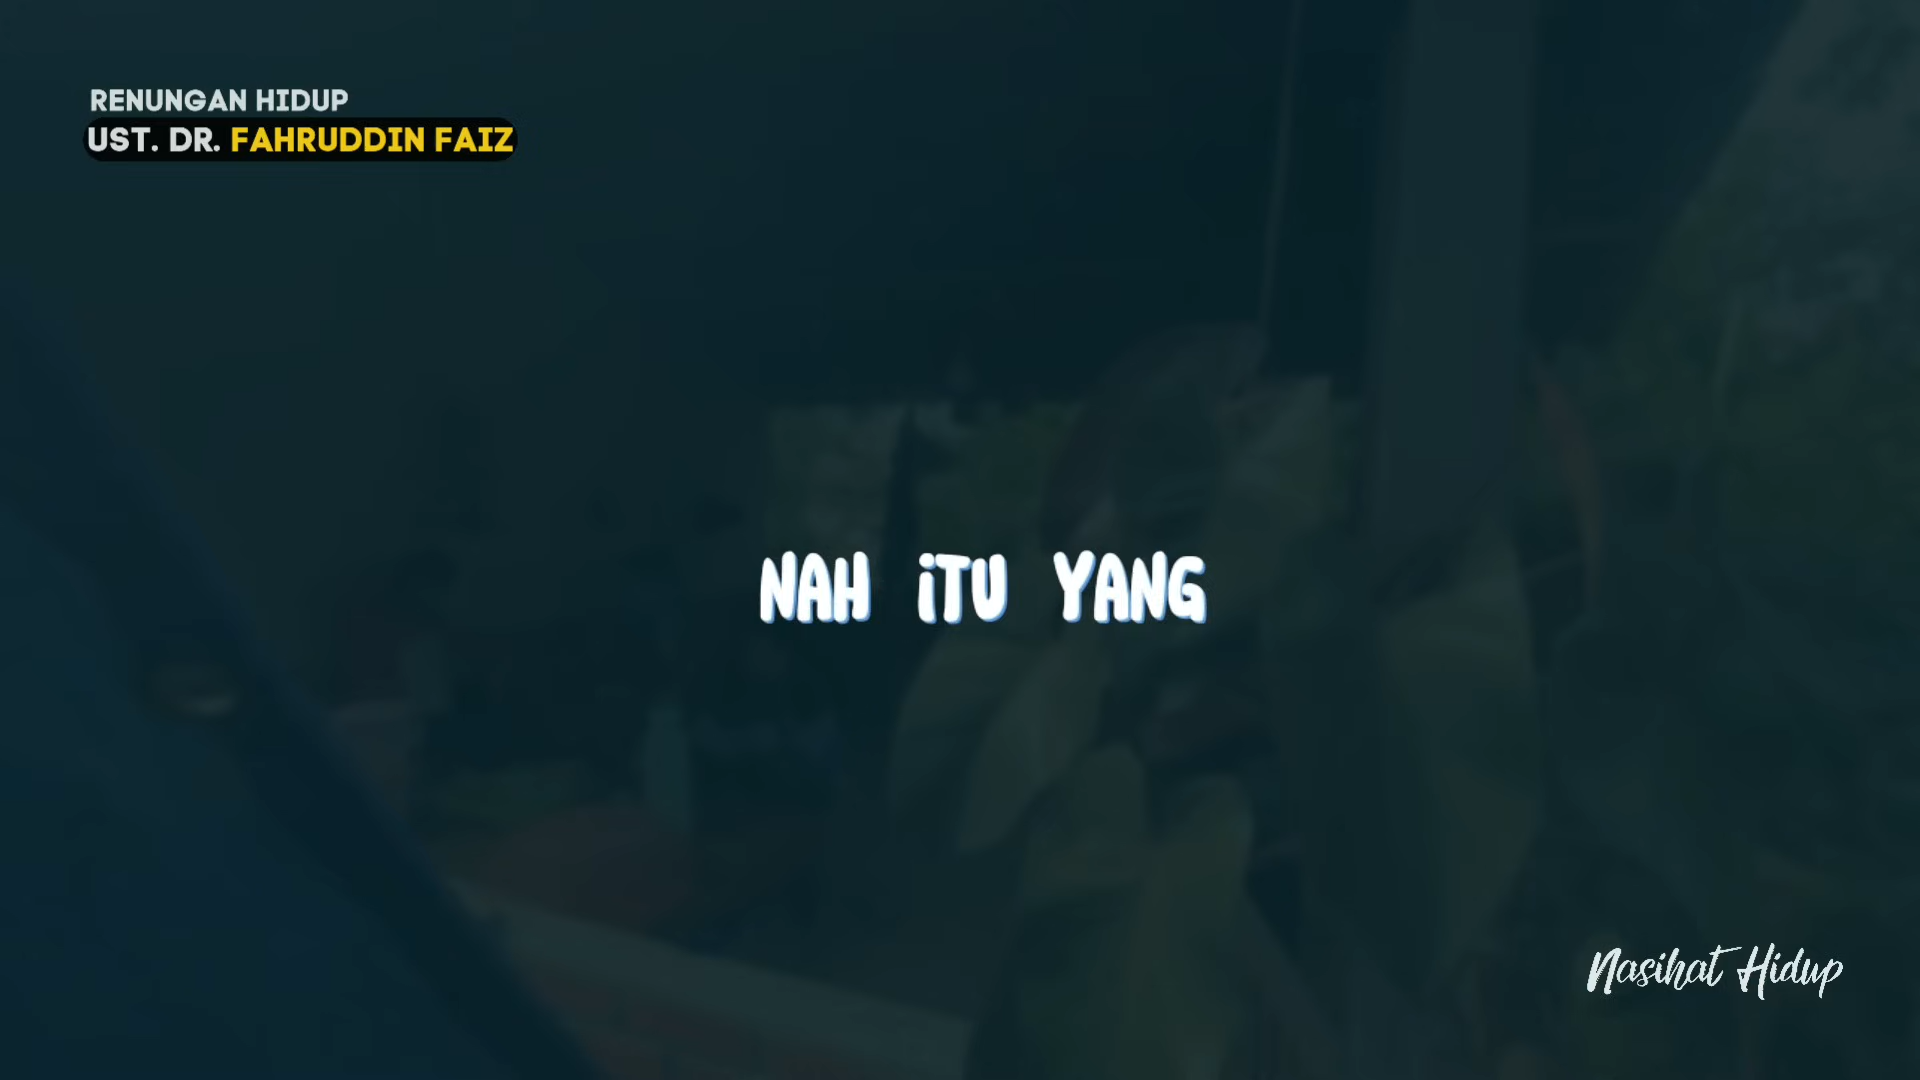 RENUNGAN HIDUP
UST. DR. FAHRUDDIN FAIZ
NAH iTU YANG
Nasihat Hidup